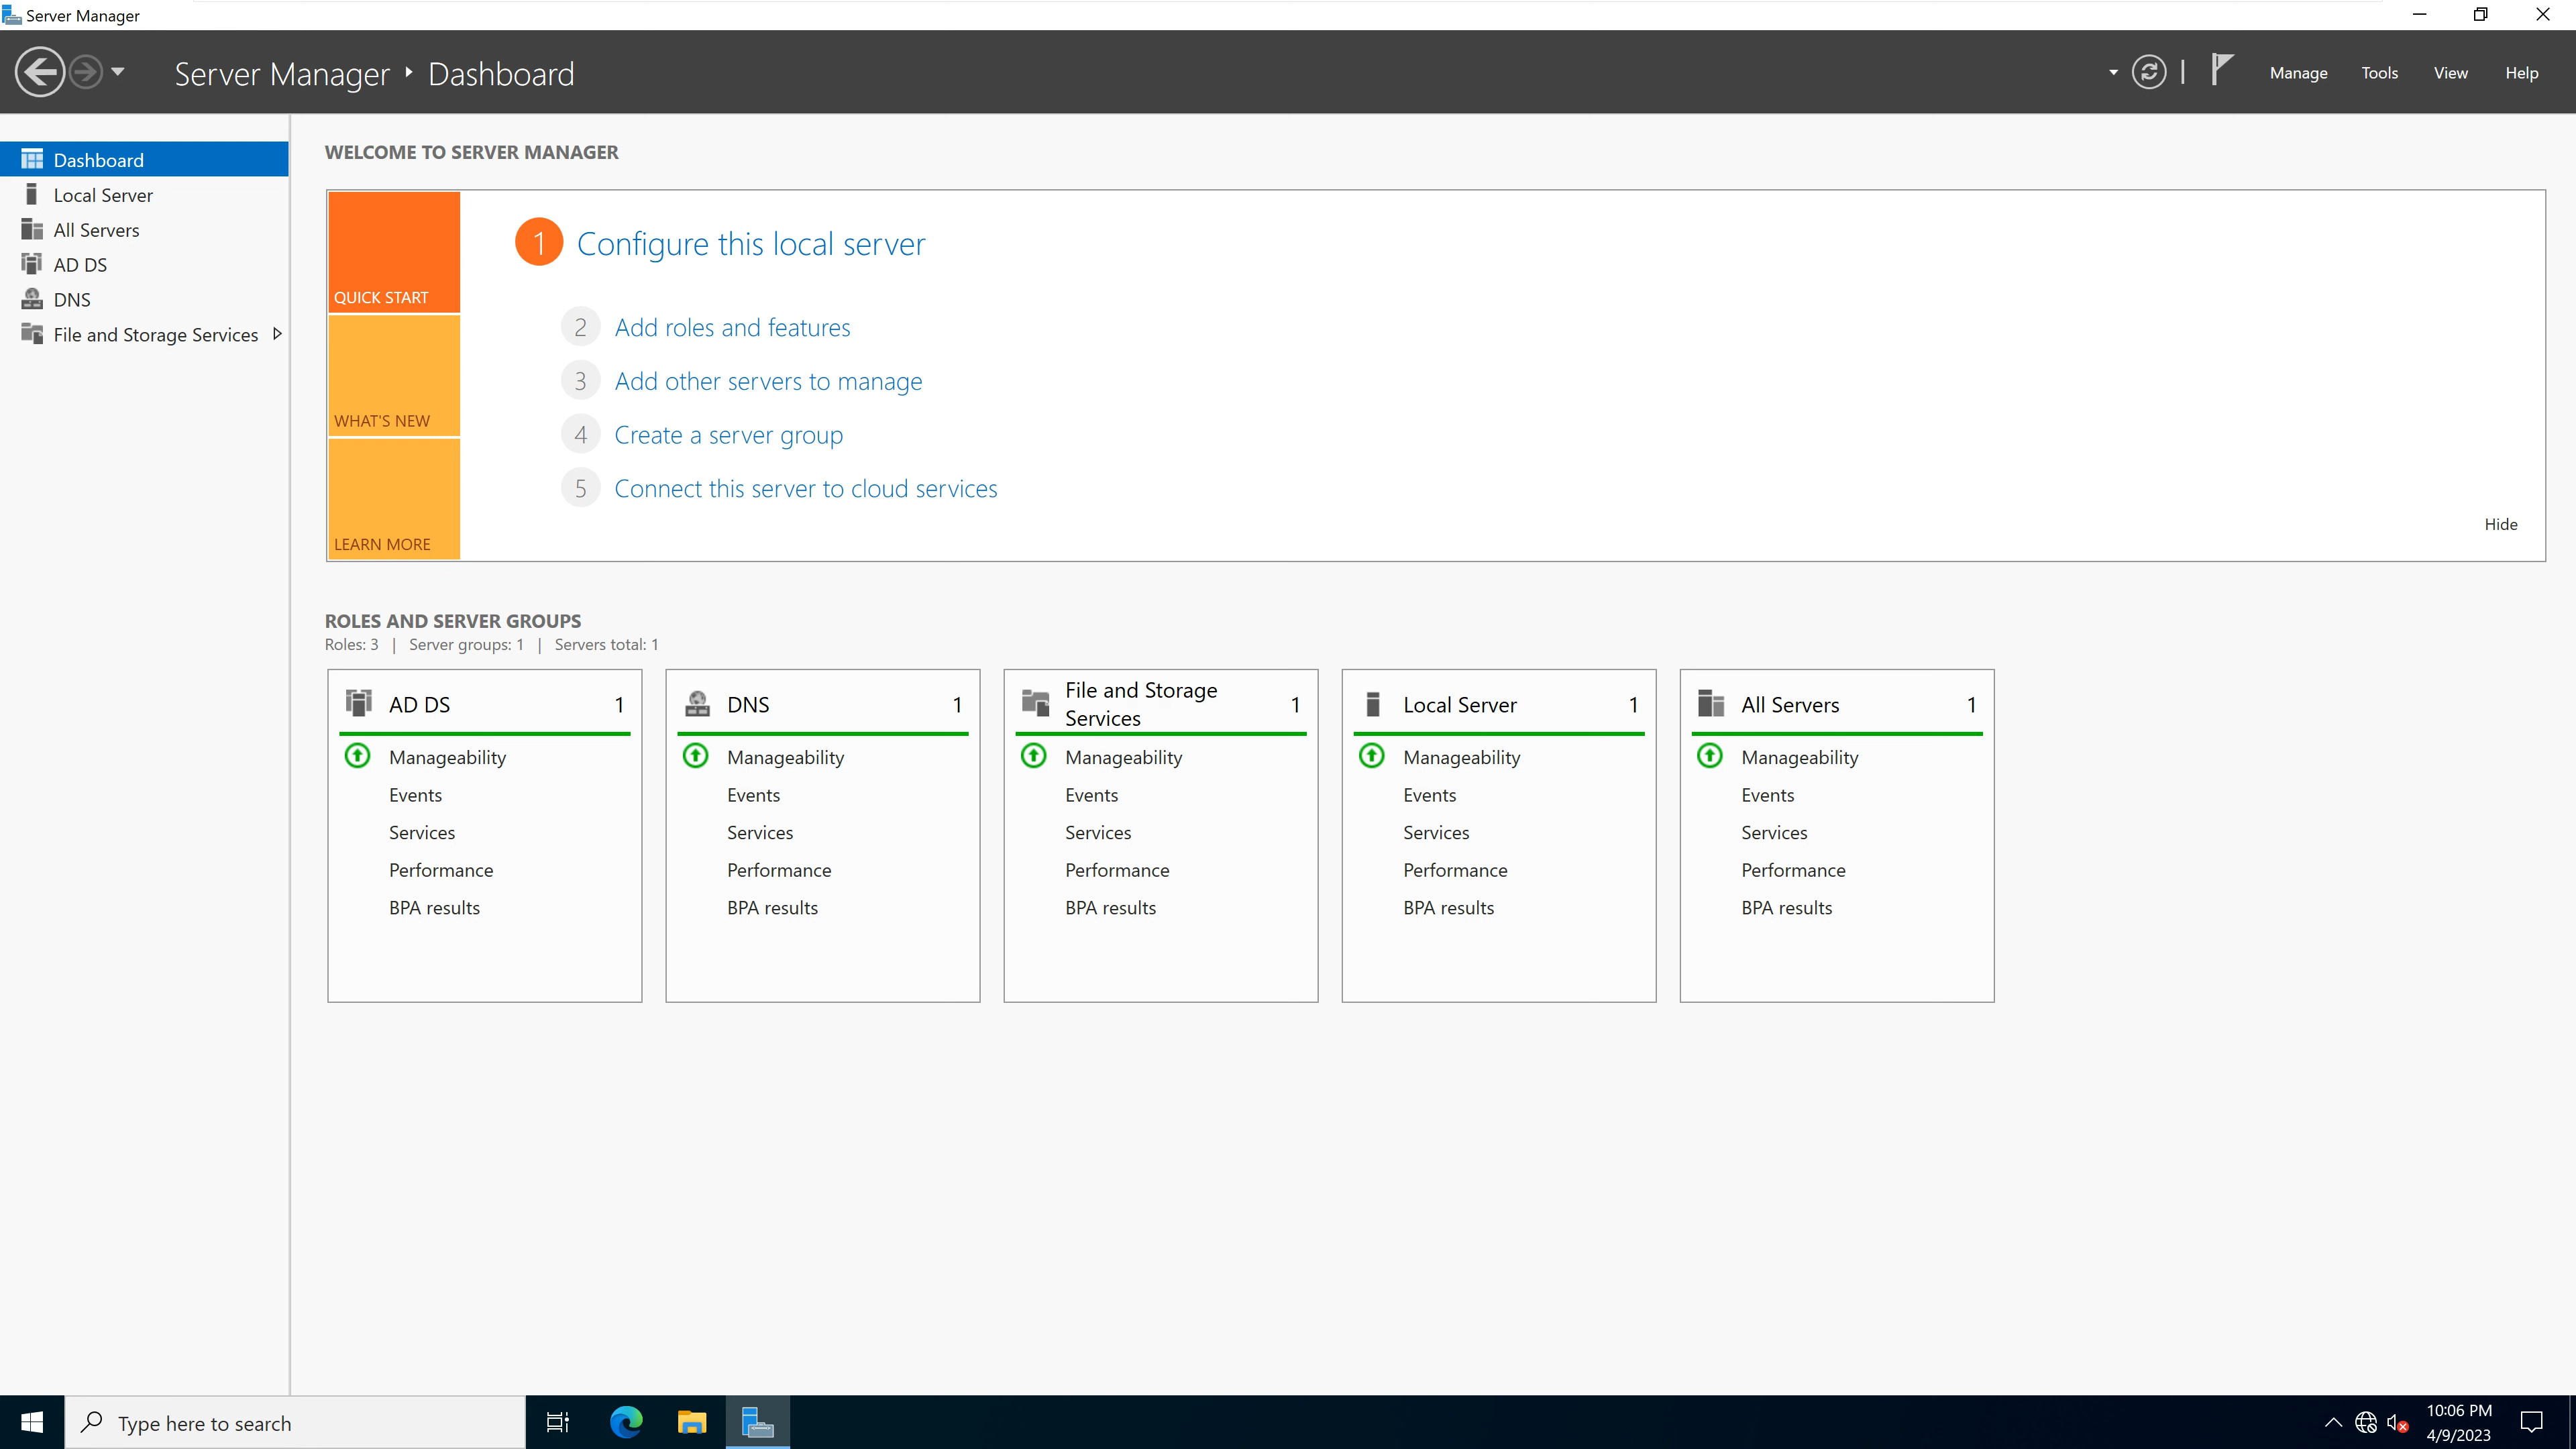 Server Manager
Server Manager Dashboard
Manage Tools View Help
Dashboard
Local Server
All Servers
AD DS
DNS
File and Storage Services
WELCOME TO SERVER MANAGER
QUICK START
WHAT'S NEW
LEARN MORE
1 Configure this local server
2 Add roles and features
3 Add other servers to manage
4 Create a server group
5 Connect this server to cloud services
Hide
ROLES AND SERVER GROUPS
Roles: 3 | Server groups: 1 | Servers total: 1
AD DS 1
Manageability
Events
Services
Performance
BPA results
DNS 1
Manageability
Events
Services
Performance
BPA results
File and Storage
Services 1
Manageability
Events
Services
Performance
BPA results
Local Server 1
Manageability
Events
Services
Performance
BPA results
All Servers 1
Manageability
Events
Services
Performance
BPA results
Type here to search
10:06 PM
4/9/2023